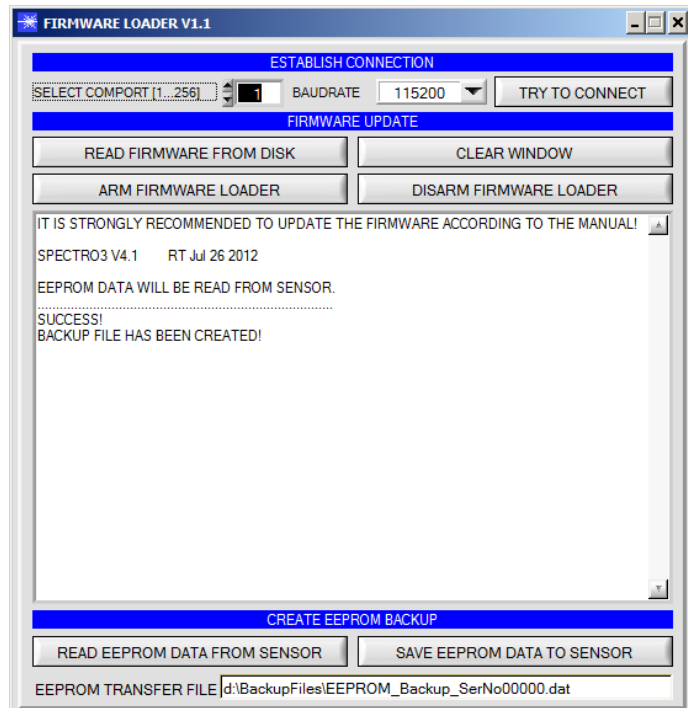 FIRMWARE LOADER V1.1
ESTABLISH CONNECTION
SELECT COMPORT [1...256] 1 BAUDRATE 115200 TRY TO CONNECT
FIRMWARE UPDATE
READ FIRMWARE FROM DISK CLEAR WINDOW
ARM FIRMWARE LOADER DISARM FIRMWARE LOADER
IT IS STRONGLY RECOMMENDED TO UPDATE THE FIRMWARE ACCORDING TO THE MANUAL!
SPECTRO3 V4.1 RT Jul 26 2012
EEPROM DATA WILL BE READ FROM SENSOR.
....................................................................................
SUCCESS!
BACKUP FILE HAS BEEN CREATED!
CREATE EEPROM BACKUP
READ EEPROM DATA FROM SENSOR SAVE EEPROM DATA TO SENSOR
EEPROM TRANSFER FILE d:\BackupFiles\EEPROM_Backup_SerNo00000.dat